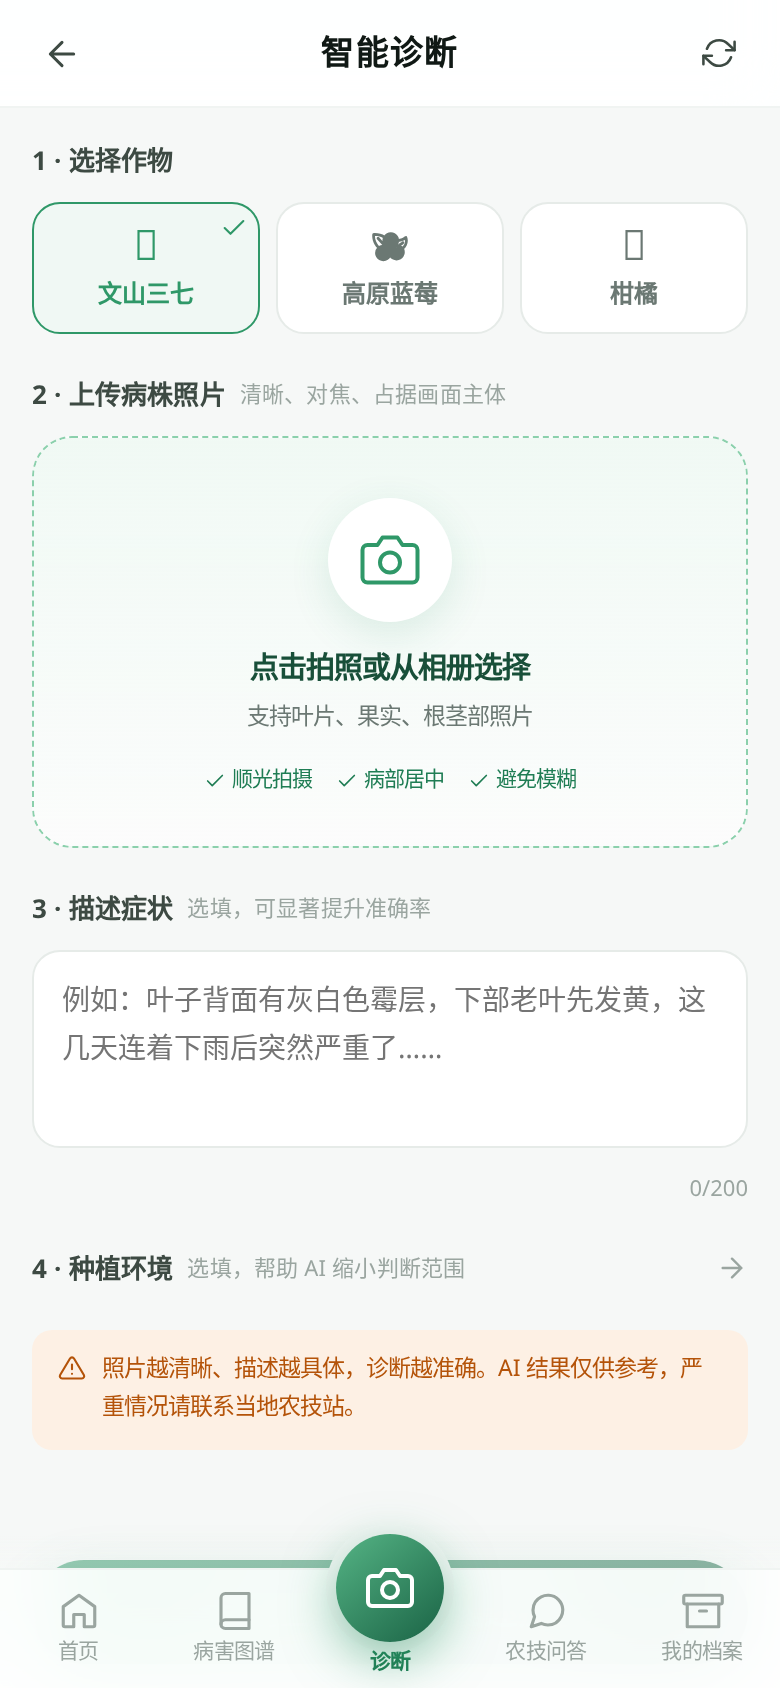 智能诊断
1 · 选择作物
文山三七
高原蓝莓
柑橘
2 · 上传病株照片 清晰、对焦、占据画面主体
点击拍照或从相册选择
支持叶片、果实、根茎部照片
顺光拍摄 病部居中 避免模糊
3 · 描述症状 选填，可显著提升准确率
例如：叶子背面有灰白色霉层，下部老叶先发黄，这
几天连着下雨后突然严重了……
0/200
4 · 种植环境 选填，帮助 AI 缩小判断范围
照片越清晰、描述越具体，诊断越准确。AI 结果仅供参考，严
重情况请联系当地农技站。
首页
病害图谱
诊断
农技问答
我的档案